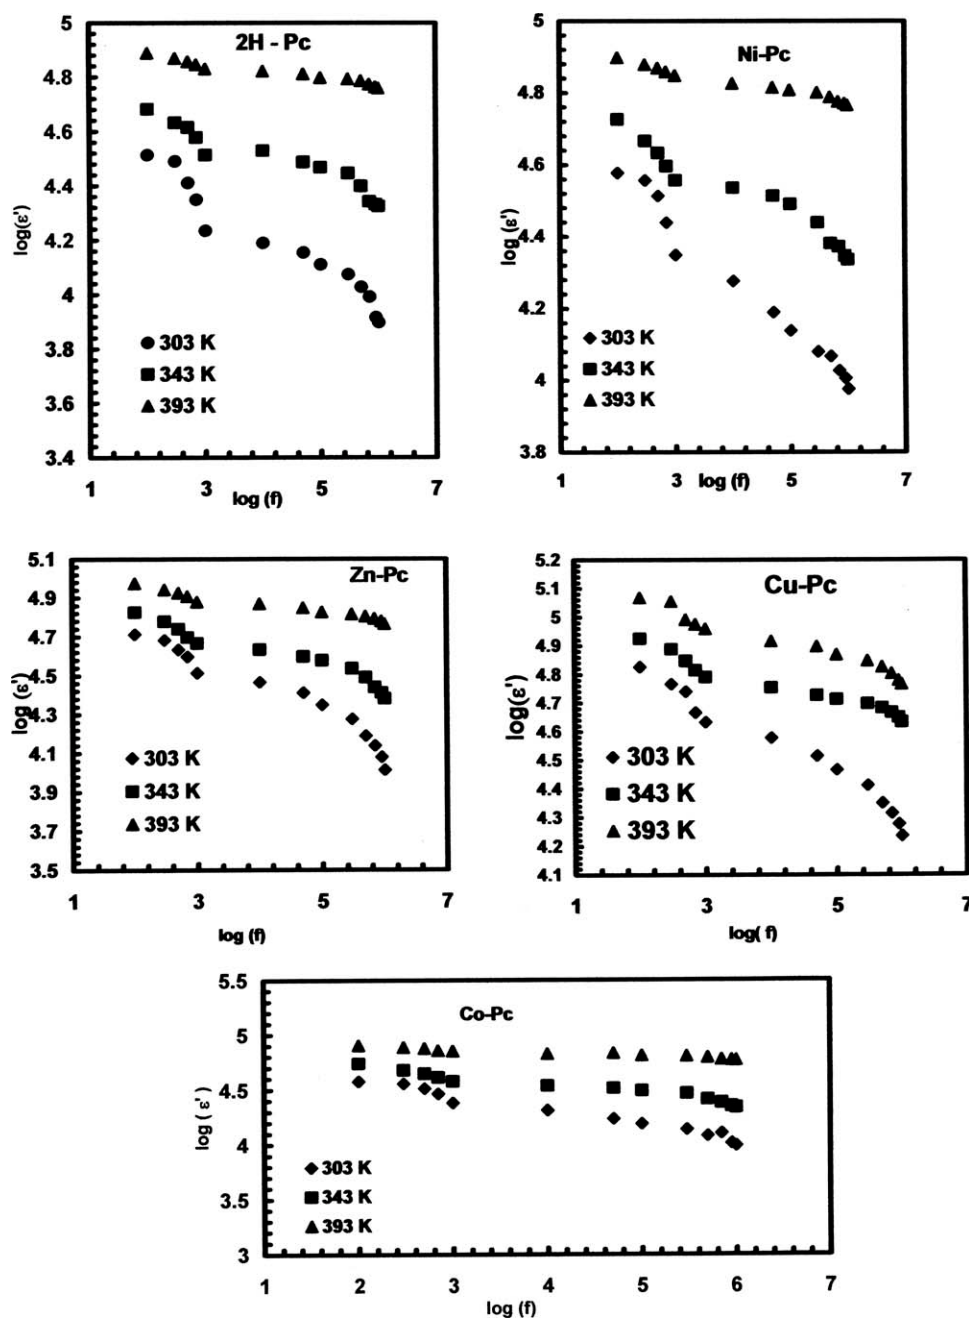 5
4.8
4.6
4.4
4.2
4
3.8
3.6
3.4
log(ε')
2H - Pc
303 K
343 K
393 K
1 3 5 7
log (f)
5
4.8
4.6
4.4
4.2
4
3.8
log (ε')
Ni-Pc
303 K
343 K
393 K
1 3 5 7
log (f)
5.1
4.9
4.7
4.5
4.3
4.1
3.9
3.7
3.5
log (ε')
Zn-Pc
303 K
343 K
393 K
1 3 5 7
log (f)
5.2
5.1
5
4.9
4.8
4.7
4.6
4.5
4.4
4.3
4.2
4.1
log(ε')
Cu-Pc
303 K
343 K
393 K
1 3 5 7
log( f)
5.5
5
4.5
4
3.5
3
log ( ε')
Co-Pc
303 K
343 K
393 K
1 2 3 4 5 6 7
log (f)